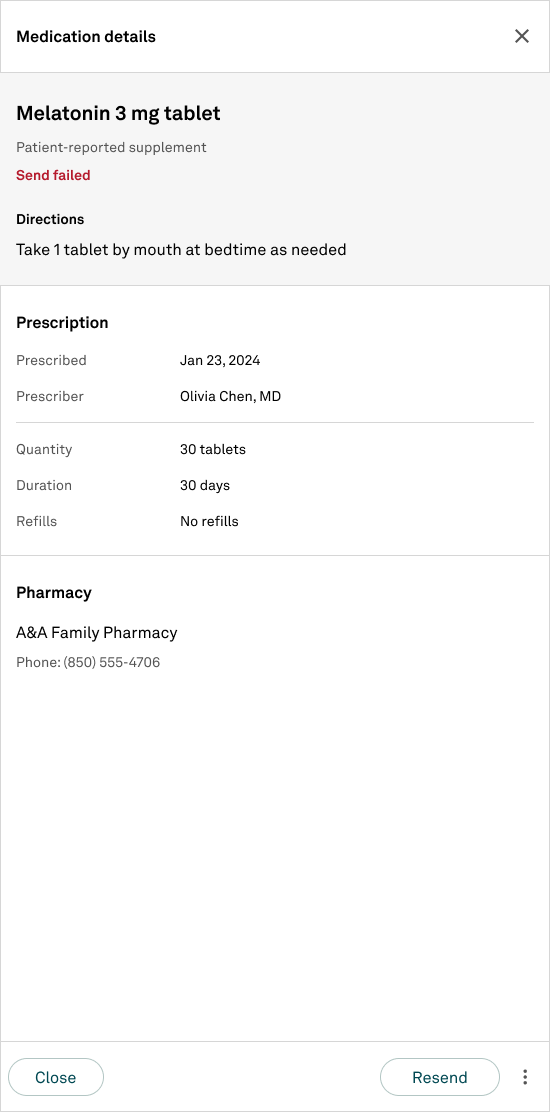 Medication details
Melatonin 3 mg tablet
Patient-reported supplement
Send failed
Directions
Take 1 tablet by mouth at bedtime as needed
Prescription
Prescribed Jan 23, 2024
Prescriber Olivia Chen, MD
Quantity 30 tablets
Duration 30 days
Refills No refills
Pharmacy
A&A Family Pharmacy
Phone: (850) 555-4706
Close Resend